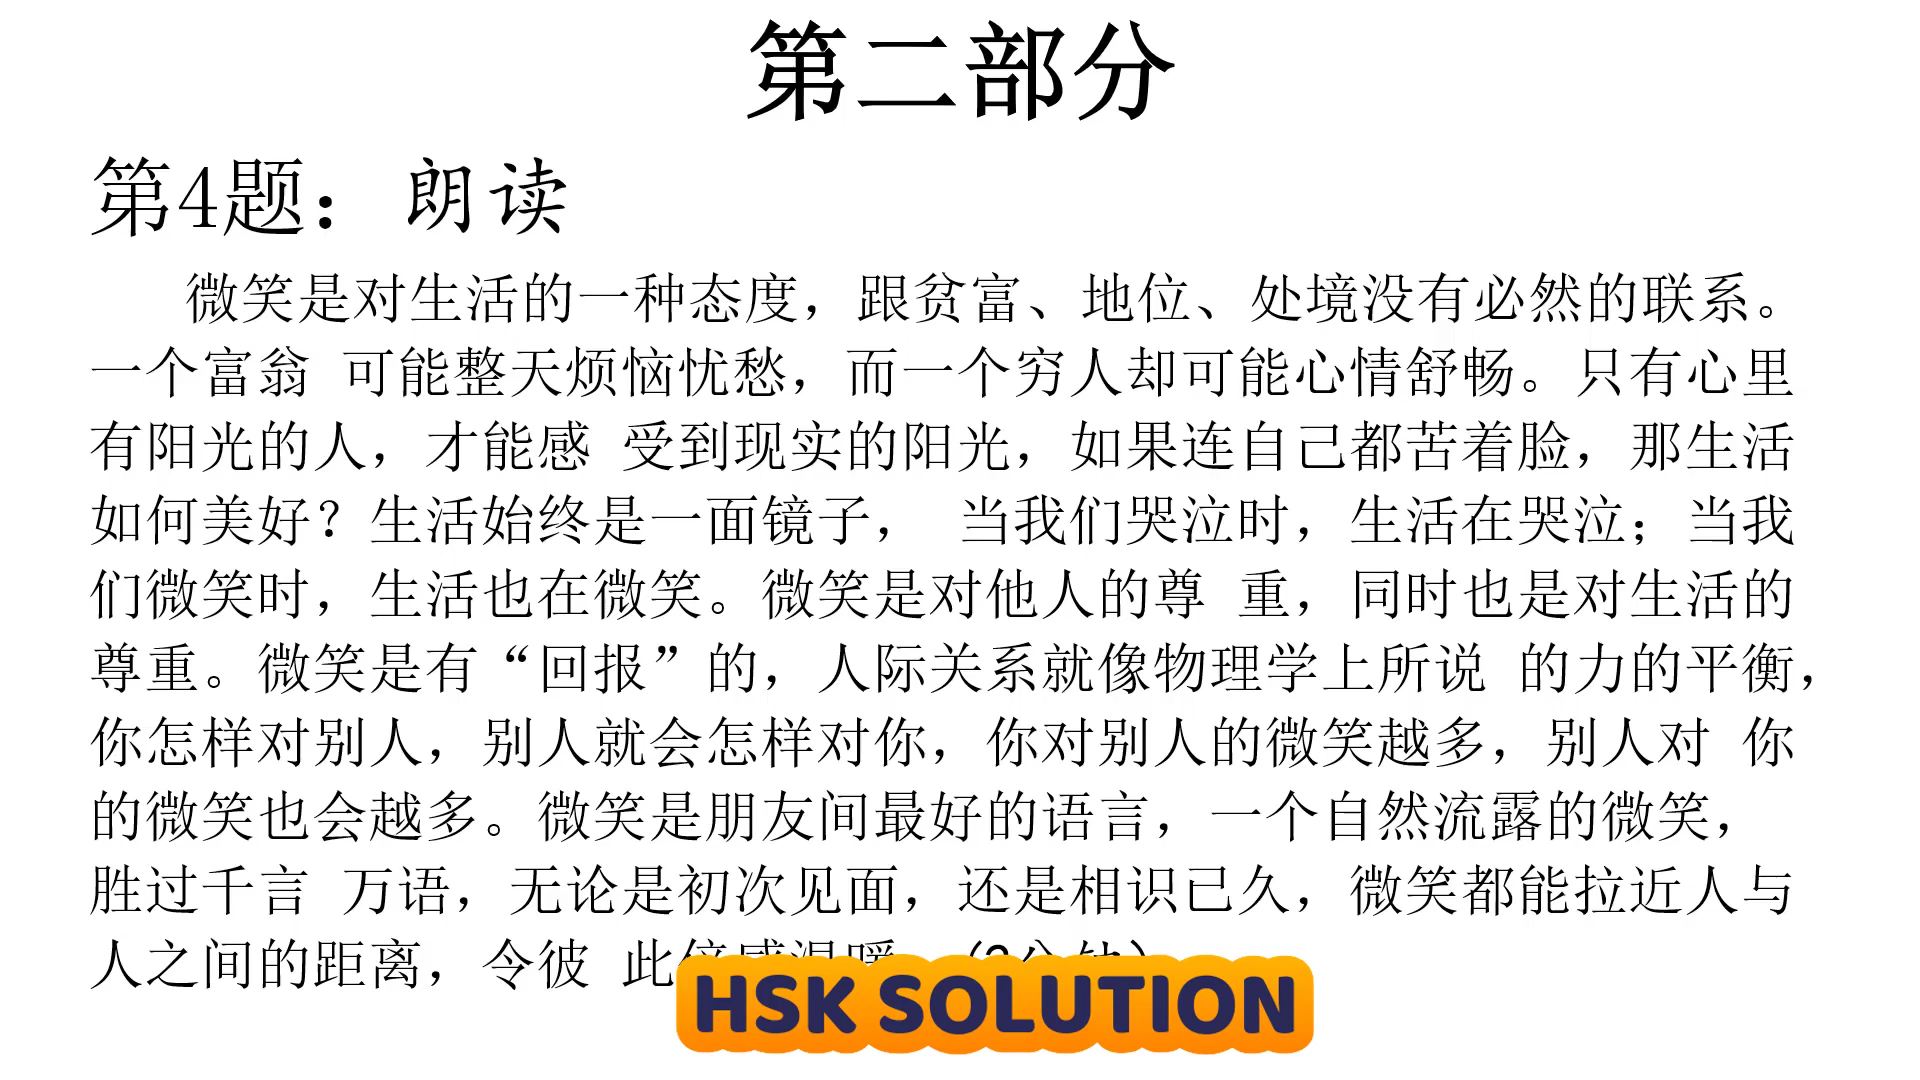 第二部分
第4题：朗读
微笑是对生活的一种态度，跟贫富、地位、处境没有必然的联系。
一个富翁 可能整天烦恼忧愁，而一个穷人却可能心情舒畅。只有心里
有阳光的人，才能感 受到现实的阳光，如果连自己都苦着脸，那生活
如何美好？生活始终是一面镜子， 当我们哭泣时，生活在哭泣；当我
们微笑时，生活也在微笑。微笑是对他人的尊 重，同时也是对生活的
尊重。微笑是有“回报”的，人际关系就像物理学上所说 的力的平衡，
你怎样对别人，别人就会怎样对你，你对别人的微笑越多，别人对 你
的微笑也会越多。微笑是朋友间最好的语言，一个自然流露的微笑，
胜过千言 万语，无论是初次见面，还是相识已久，微笑都能拉近人与
人之间的距离，令彼 此
HSK SOLUTION